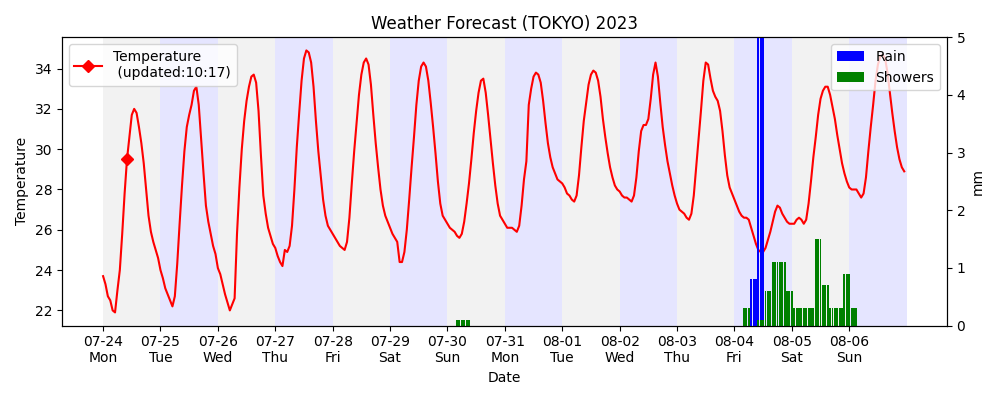 Weather Forecast (TOKYO) 2023
Temperature
(updated:10:17)
Rain
Showers
Temperature
34
32
30
28
26
24
22
5
4
3
2
1
0
mm
07-24 07-25 07-26 07-27 07-28 07-29 07-30 07-31 08-01 08-02 08-03 08-04 08-05 08-06
Mon Tue Wed Thu Fri Sat Sun Mon Tue Wed Thu Fri Sat Sun
Date